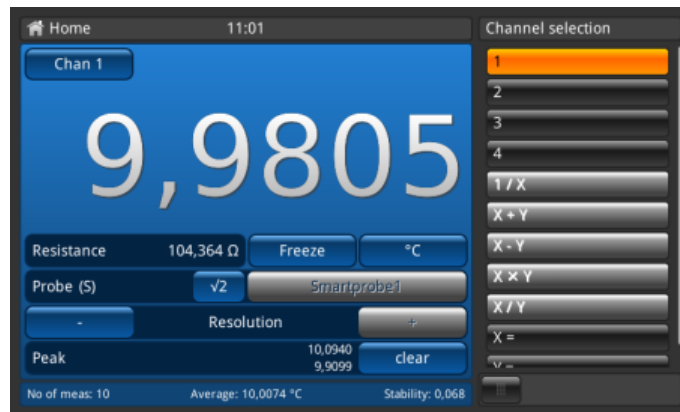 Home 11:01 Channel selection
Chan 1
9,9805
Resistance 104,364 Ω Freeze °C
Probe (S) √2 Smartprobe1
- Resolution +
Peak 10,0940 clear
9,9099
No of meas: 10 Average: 10,0074 °C Stability: 0,068
1
2
3
4
1 / X
X + Y
X - Y
X × Y
X / Y
X =